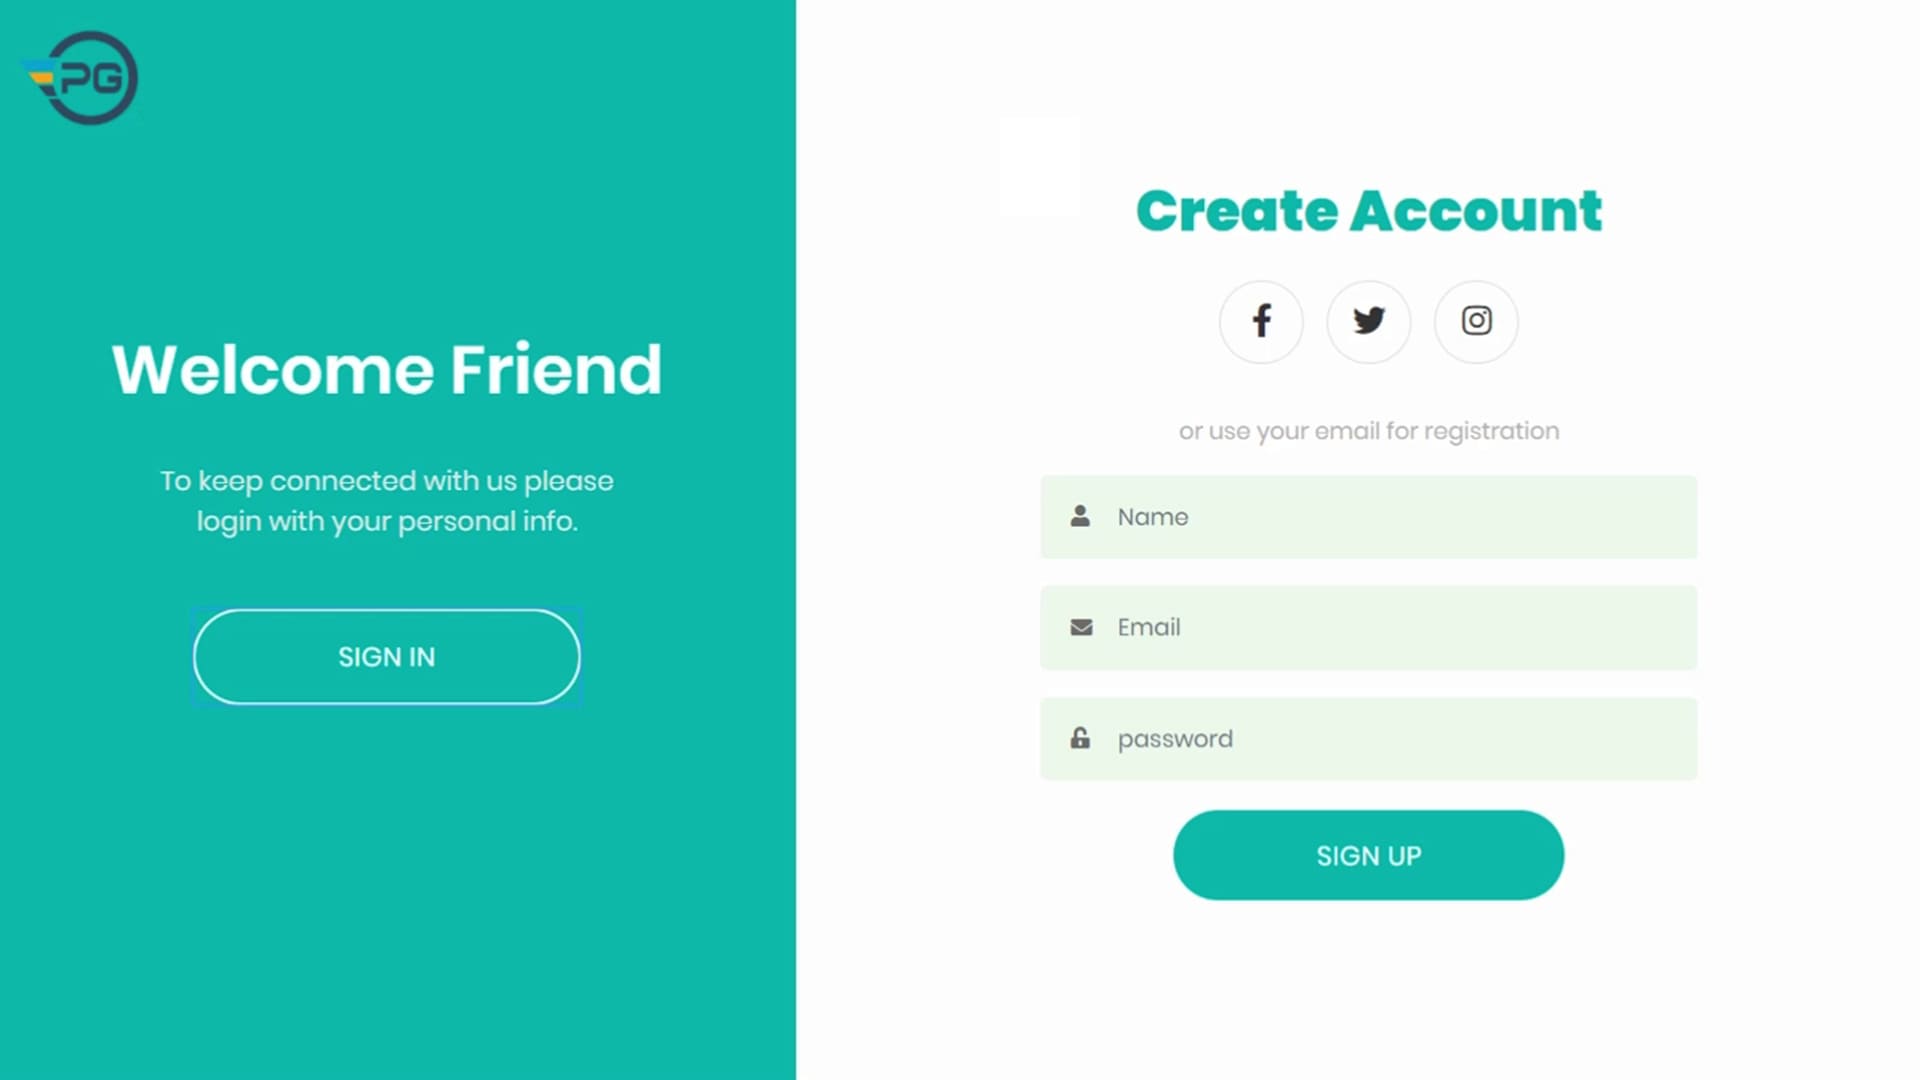 PG
Welcome Friend
To keep connected with us please
login with your personal info.
SIGN IN
Create Account
or use your email for registration
Name
Email
password
SIGN UP